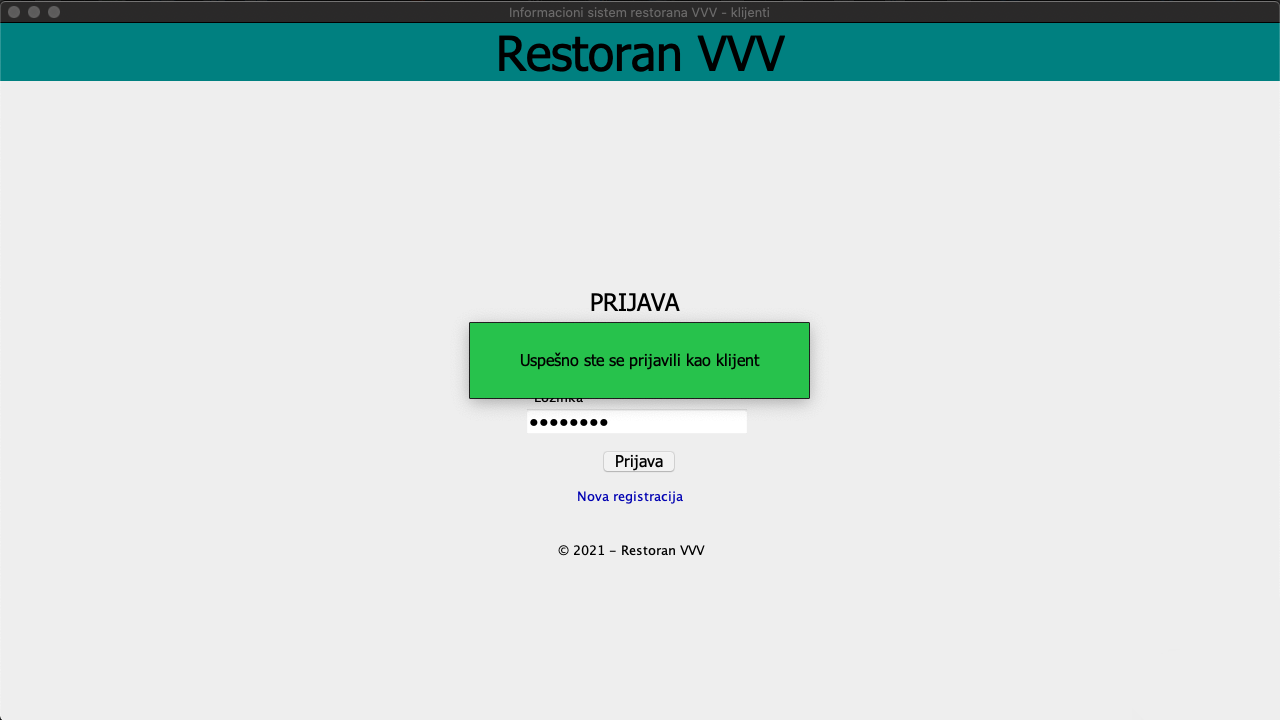 Informacioni sistem restorana VVV - klijenti
Restoran VVV
PRIJAVA
Uspešno ste se prijavili kao klijent
Lozinka
Prijava
Nova registracija
© 2021 - Restoran VVV